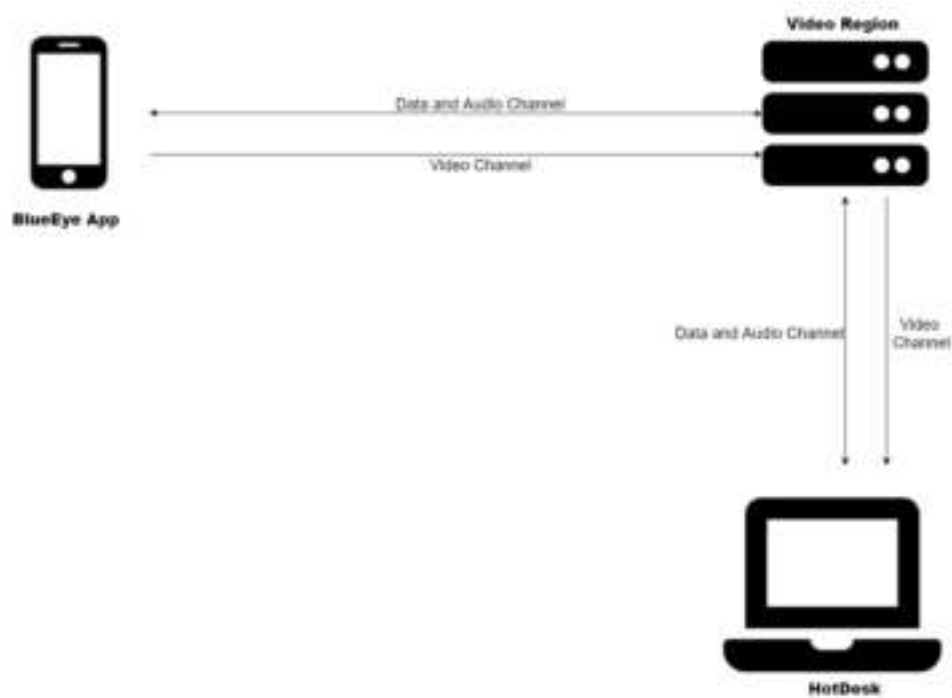 Video Region
Data and Audio Channel
Video Channel
BlueEye App
Data and Audio Channel
Video
Channel
HotDesk